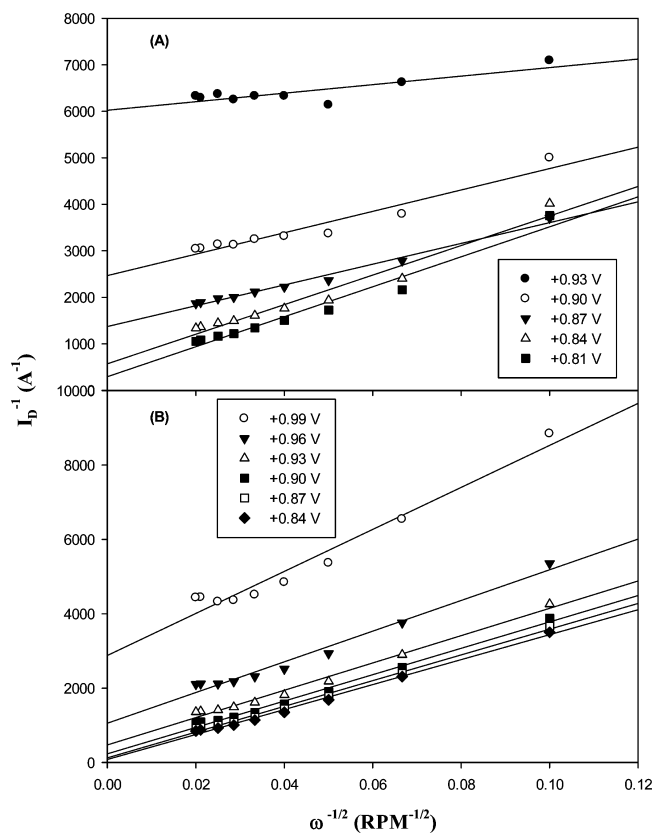 8000
(A)
7000
6000
5000
4000
3000
2000
1000
+0.93 V
+0.90 V
+0.87 V
+0.84 V
+0.81 V
I_D^-1 (A^-1)
10000
(B)
8000
6000
4000
2000
0
+0.99 V
+0.96 V
+0.93 V
+0.90 V
+0.87 V
+0.84 V
0.00 0.02 0.04 0.06 0.08 0.10 0.12
ω^-1/2 (RPM^-1/2)